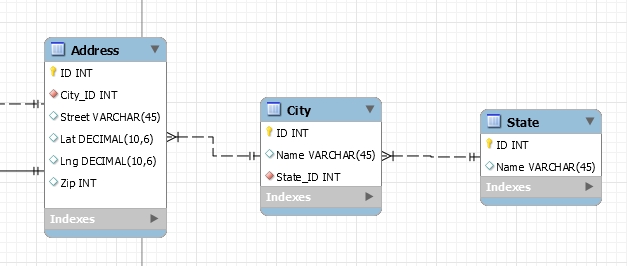 Address
ID INT
City_ID INT
Street VARCHAR(45)
Lat DECIMAL(10,6)
Lng DECIMAL(10,6)
Zip INT
Indexes
City
ID INT
Name VARCHAR(45)
State_ID INT
Indexes
State
ID INT
Name VARCHAR(45)
Indexes